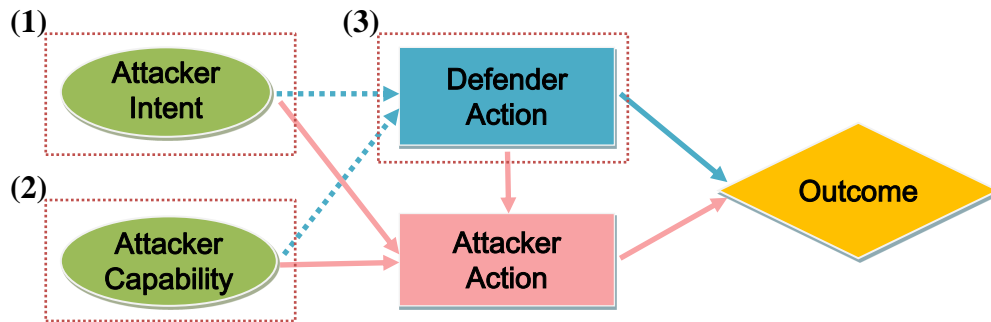 (1)
Attacker
Intent
(3)
Defender
Action
(2)
Attacker
Capability
Attacker
Action
Outcome